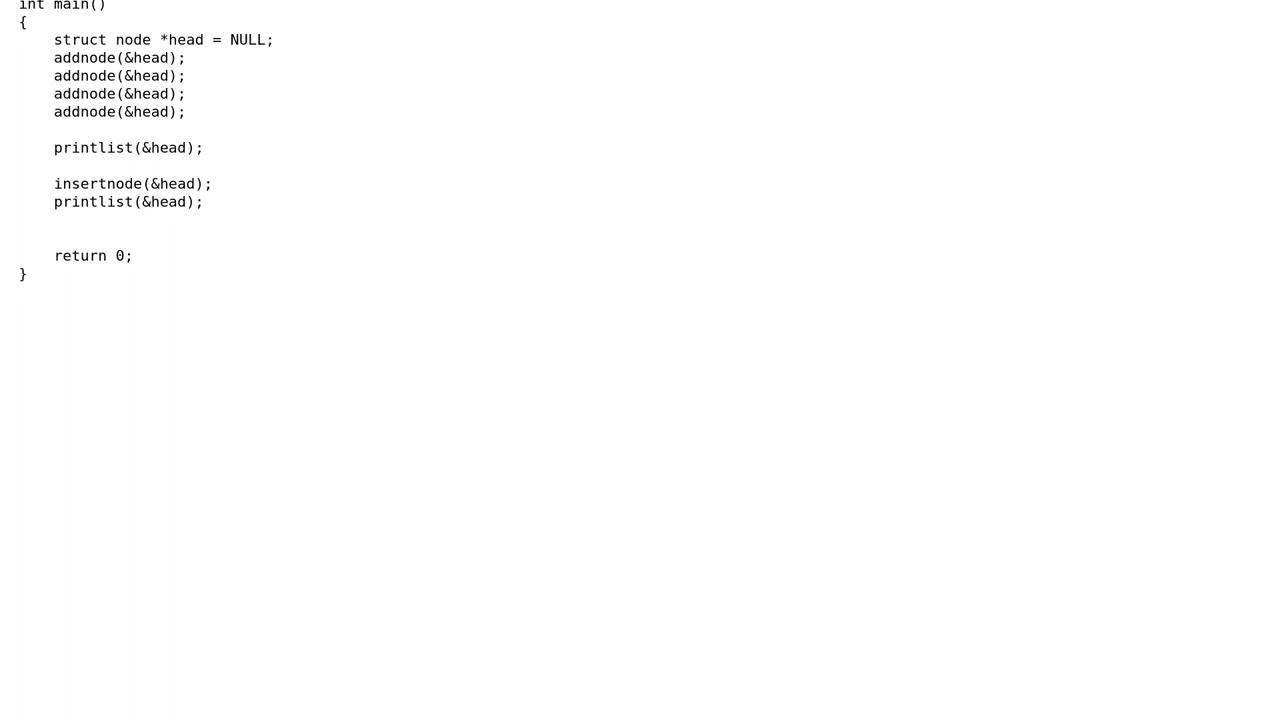 int main()
{
    struct node *head = NULL;
    addnode(&head);
    addnode(&head);
    addnode(&head);
    addnode(&head);

    printlist(&head);

    insertnode(&head);
    printlist(&head);


    return 0;
}